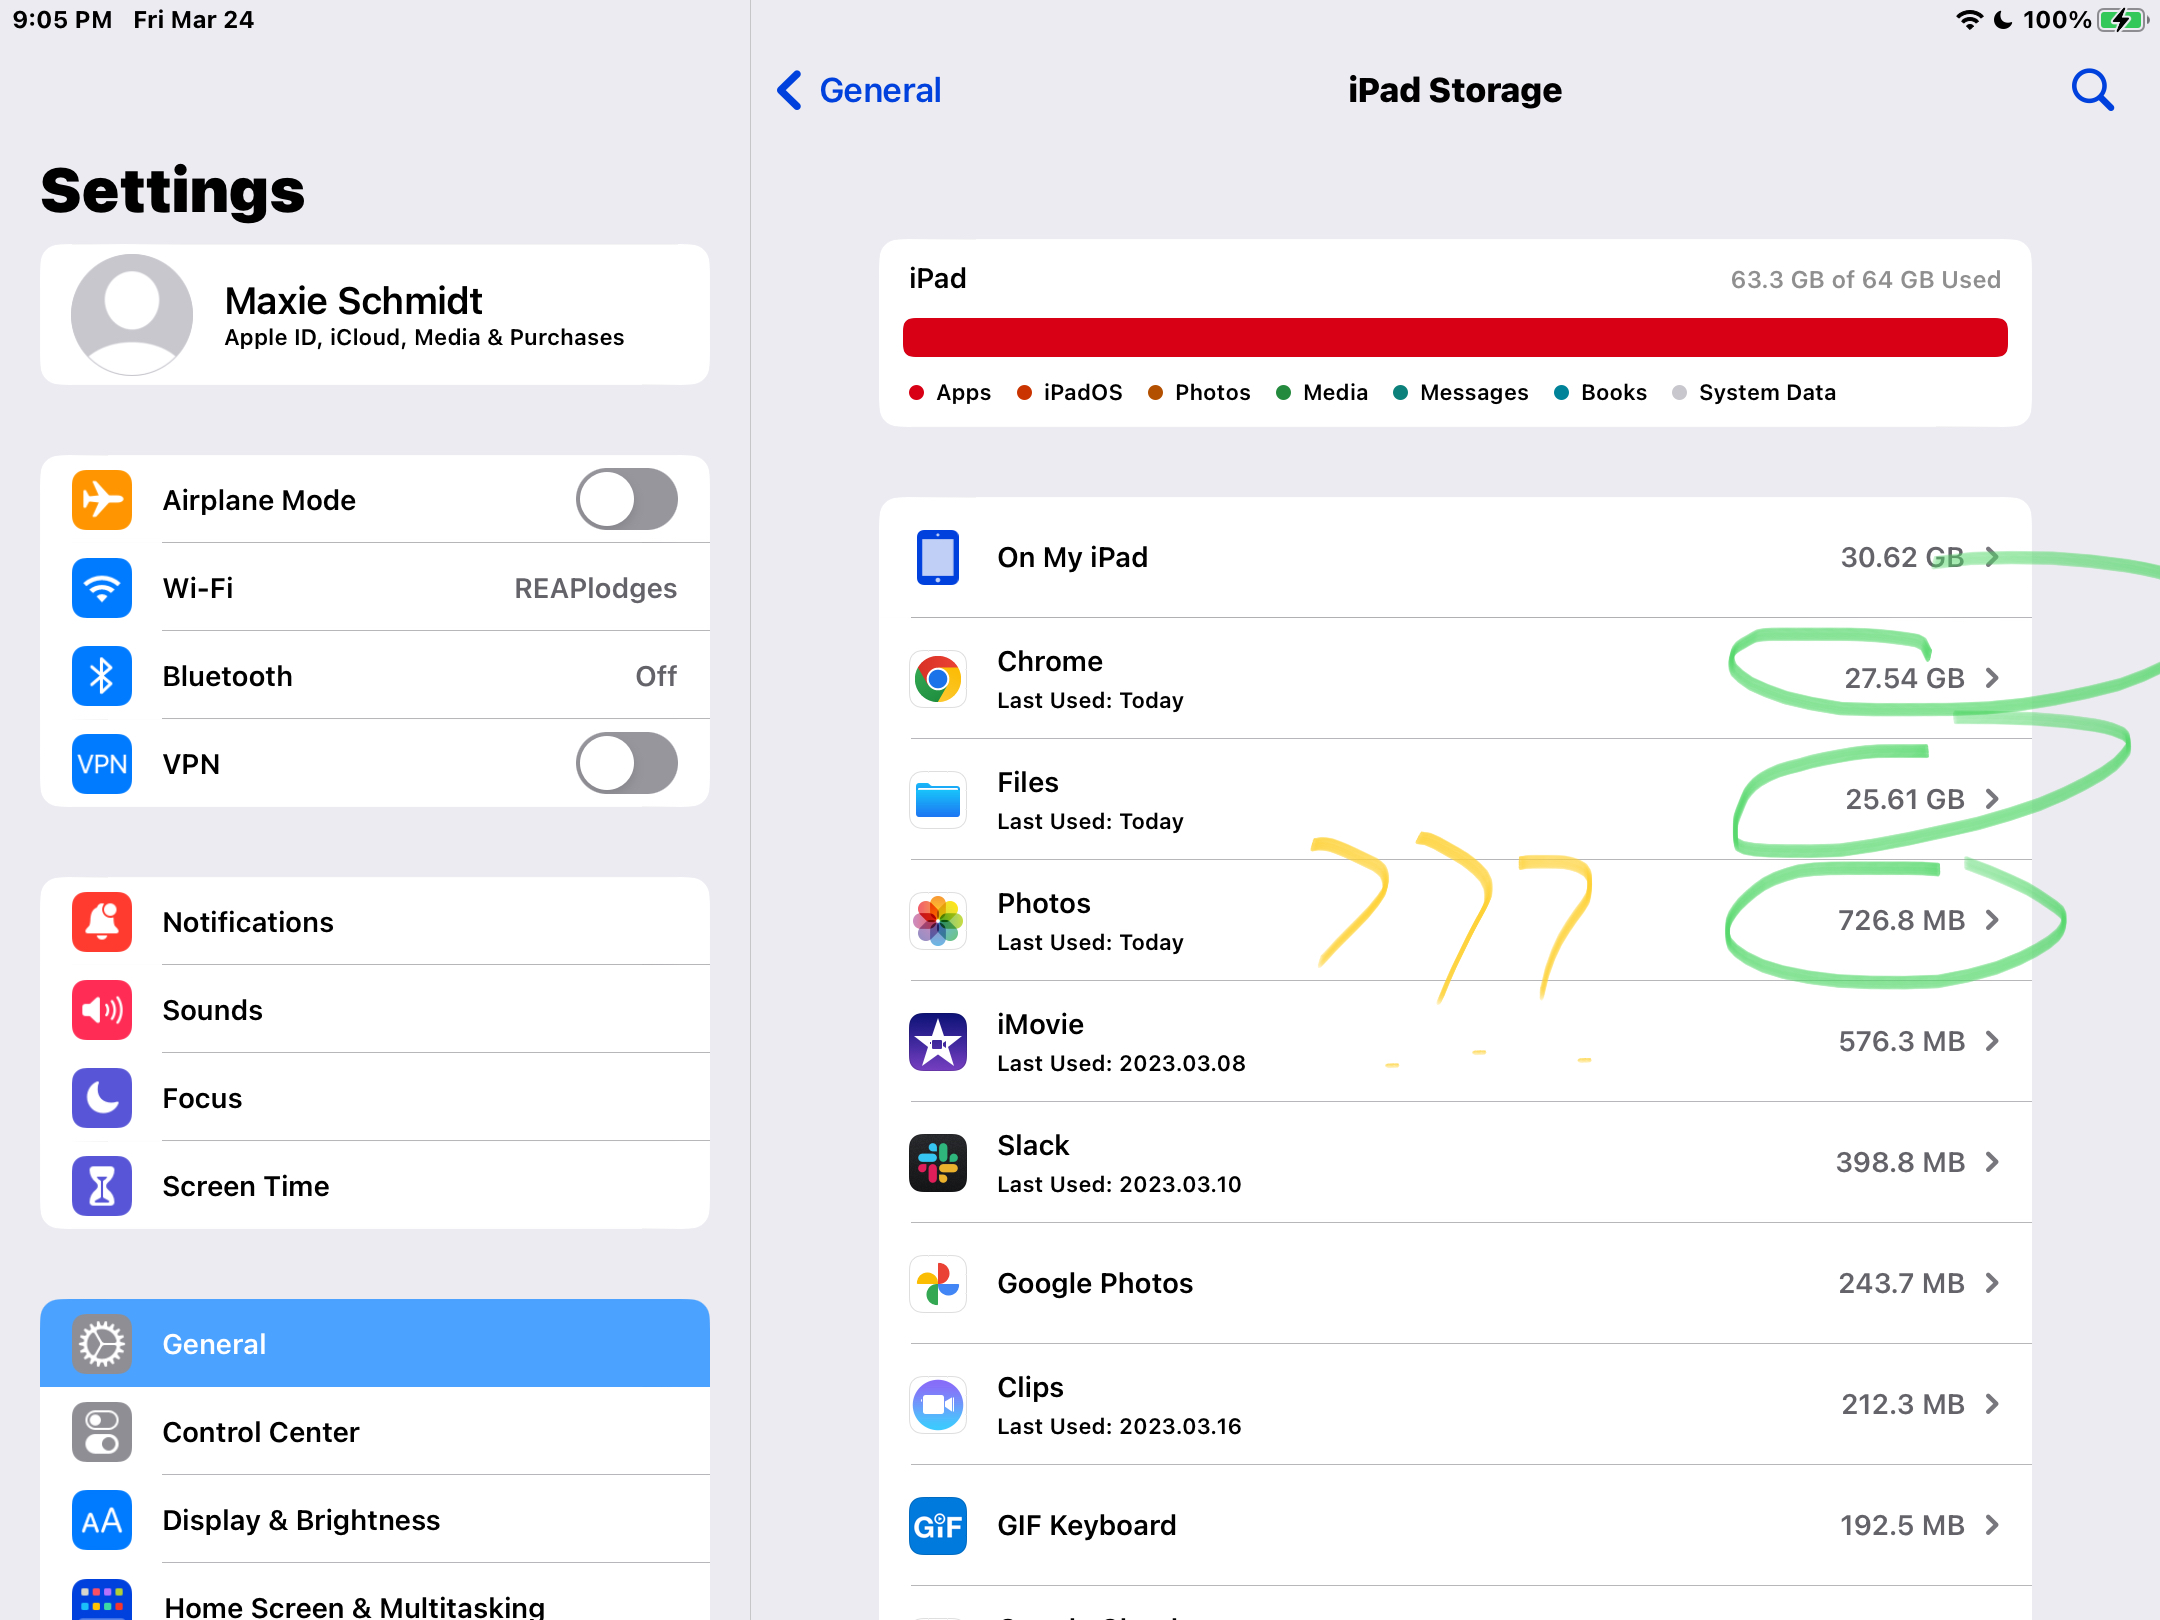 9:05 PM Fri Mar 24
100%
General
iPad Storage
Settings
Maxie Schmidt
Apple ID, iCloud, Media & Purchases
Airplane Mode
Wi-Fi REAPlodges
Bluetooth Off
VPN VPN
Notifications
Sounds
Focus
Screen Time
General
Control Center
AA Display & Brightness
Home Screen & Multitasking
iPad 63.3 GB of 64 GB Used
Apps iPadOS Photos Media Messages Books System Data
On My iPad 30.62 GB
Chrome
Last Used: Today
27.54 GB
Files
Last Used: Today
25.61 GB
Photos
Last Used: Today
726.8 MB
???
iMovie
Last Used: 2023.03.08
576.3 MB
Slack
Last Used: 2023.03.10
398.8 MB
Google Photos 243.7 MB
Clips
Last Used: 2023.03.16
212.3 MB
GIF GIF Keyboard 192.5 MB